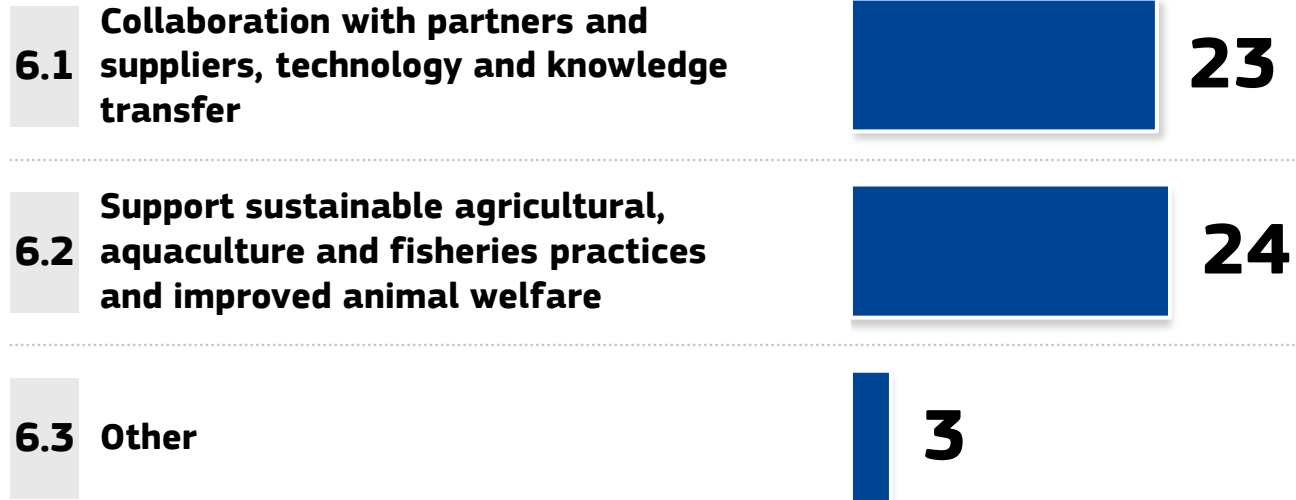 6.1
Collaboration with partners and
suppliers, technology and knowledge
transfer
23
6.2
Support sustainable agricultural,
aquaculture and fisheries practices
and improved animal welfare
24
6.3
Other
3